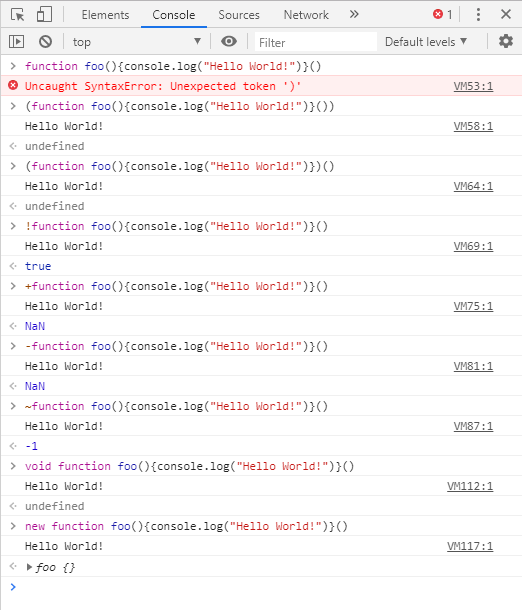 Elements Console Sources Network » 1
top Filter Default levels
function foo(){console.log("Hello World!")}()
Uncaught SyntaxError: Unexpected token ')' VM53:1
(function foo(){console.log("Hello World!")}())
Hello World! VM58:1
undefined
(function foo(){console.log("Hello World!")})()
Hello World! VM64:1
undefined
!function foo(){console.log("Hello World!")}()
Hello World! VM69:1
true
+function foo(){console.log("Hello World!")}()
Hello World! VM75:1
NaN
-function foo(){console.log("Hello World!")}()
Hello World! VM81:1
NaN
~function foo(){console.log("Hello World!")}()
Hello World! VM87:1
-1
void function foo(){console.log("Hello World!")}()
Hello World! VM112:1
undefined
new function foo(){console.log("Hello World!")}()
Hello World! VM117:1
foo {}